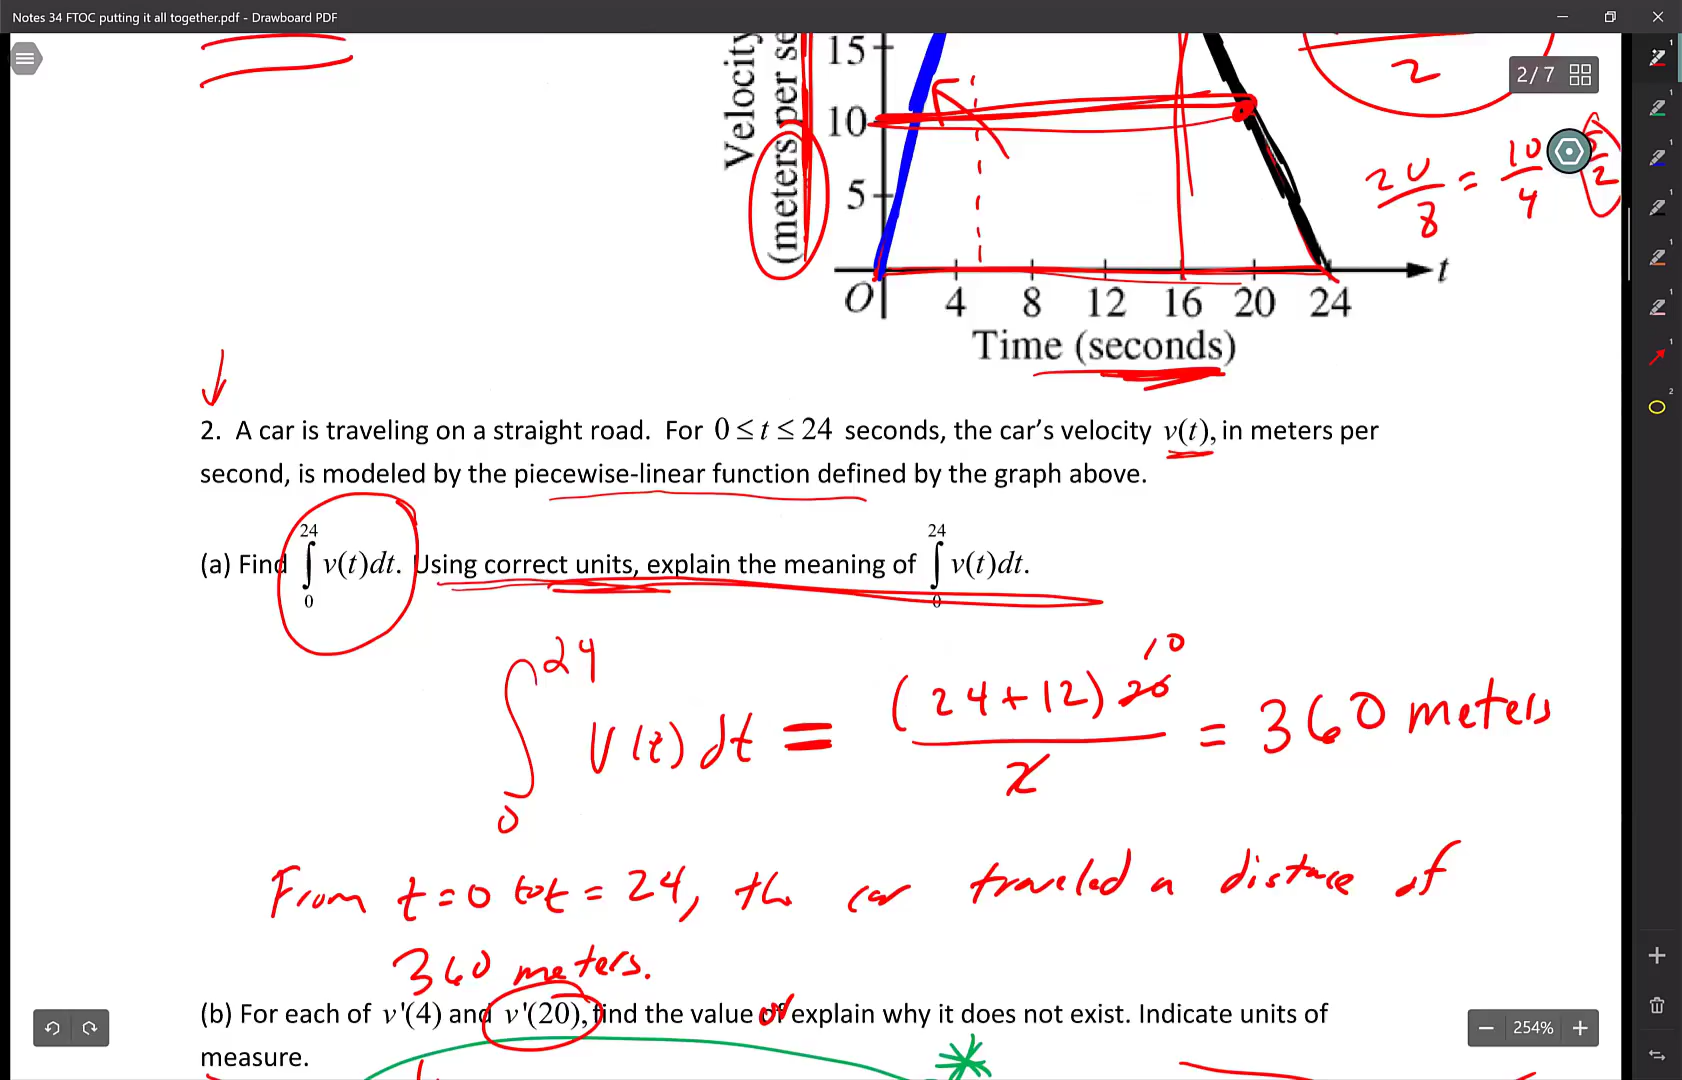 Notes 34 FTOC putting it all together.pdf - Drawboard PDF
2 / 7
Velocity
(meters per se
15
10
5
O
4 8 12 16 20 24
t
Time (seconds)
2
20/8 = 10/4
2. A car is traveling on a straight road. For 0 ≤ t ≤ 24 seconds, the car's velocity v(t), in meters per
second, is modeled by the piecewise-linear function defined by the graph above.
(a) Find ∫₀²⁴ v(t)dt. Using correct units, explain the meaning of ∫₀²⁴ v(t)dt.
∫₀²⁴ v(t) dt = (24+12) 20 10 / 2 = 360 meters
From t = 0 to t = 24, the car traveled a distance of
360 meters.
(b) For each of v'(4) and v'(20), find the value or explain why it does not exist. Indicate units of
measure.
254%